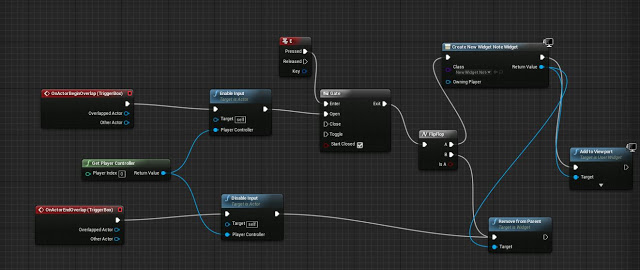 E
Pressed
Released
Key
Create New Widget Note Widget
Class
Return Value
New Widget Note
Owning Player
OnActorBeginOverlap (TriggerBox)
Overlapped Actor
Other Actor
Enable Input
Target is Actor
Target self
Player Controller
Gate
Enter Exit
Open
Close
Toggle
Start Closed
FlipFlop
A
B
Is A
Add to Viewport
Target is User Widget
Target
Get Player Controller
Player Index 0 Return Value
OnActorEndOverlap (TriggerBox)
Overlapped Actor
Other Actor
Disable Input
Target is Actor
Target self
Player Controller
Remove from Parent
Target is Widget
Target